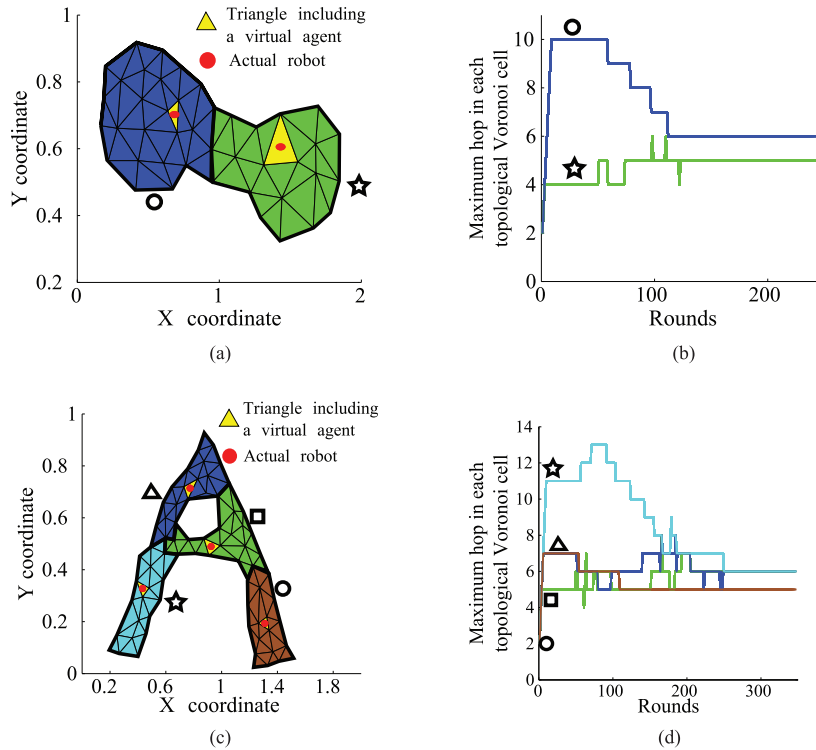 1
0.8
0.6
0.4
0.2
0
1
2
Y coordinate
X coordinate
Triangle including
a virtual agent
Actual robot
(a)
10
8
6
4
2
0
0
100
200
Maximum hop in each
topological Voronoi cell
Rounds
(b)
1
0.8
0.6
0.4
0.2
0
0.2
0.6
1
1.4
1.8
Y coordinate
X coordinate
Triangle including
a virtual agent
Actual robot
(c)
14
12
10
8
6
4
2
0
0
100
200
300
Maximum hop in each
topological Voronoi cell
Rounds
(d)